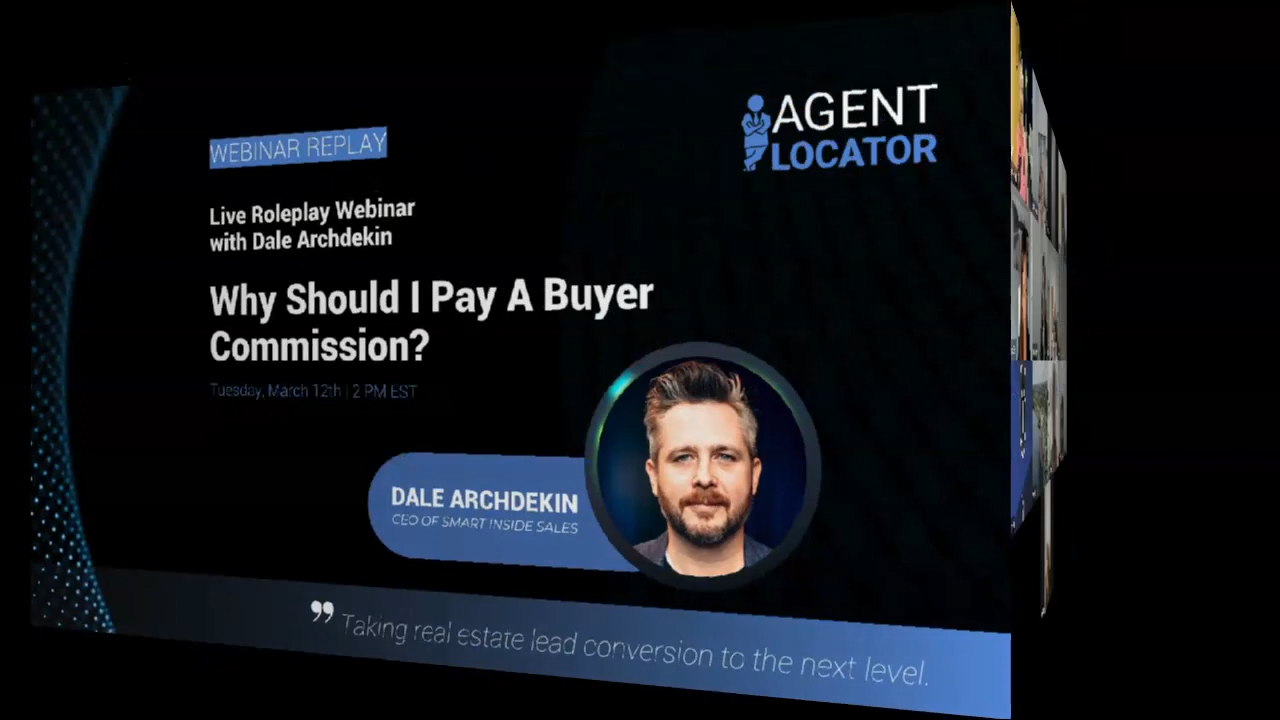 AGENT
LOCATOR
WEBINAR REPLAY
Live Roleplay Webinar
with Dale Archdekin
Why Should I Pay A Buyer
Commission?
Tuesday, March 12th | 2 PM EST
DALE ARCHDEKIN
CEO OF SMART INSIDE SALES
” Taking real estate lead conversion to the next level.